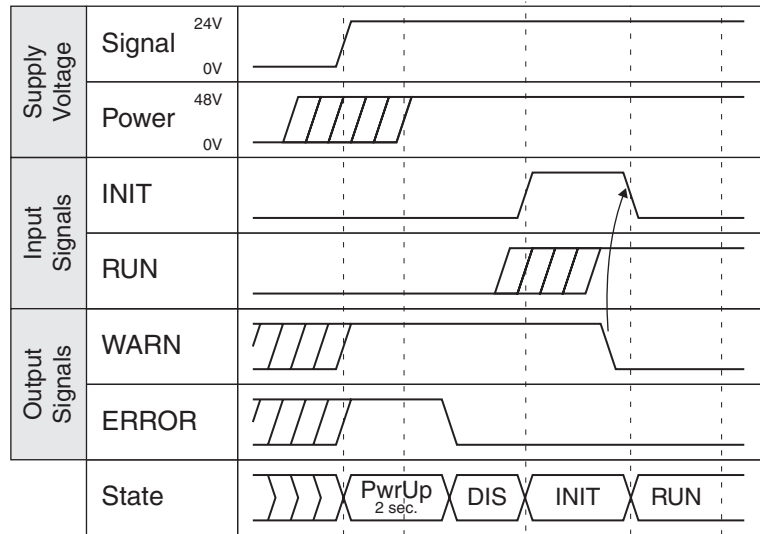 Supply
Voltage
Signal
24V
0V
Power
48V
0V
Input
Signals
INIT
RUN
Output
Signals
WARN
ERROR
State
PwrUp
2 sec.
DIS
INIT
RUN